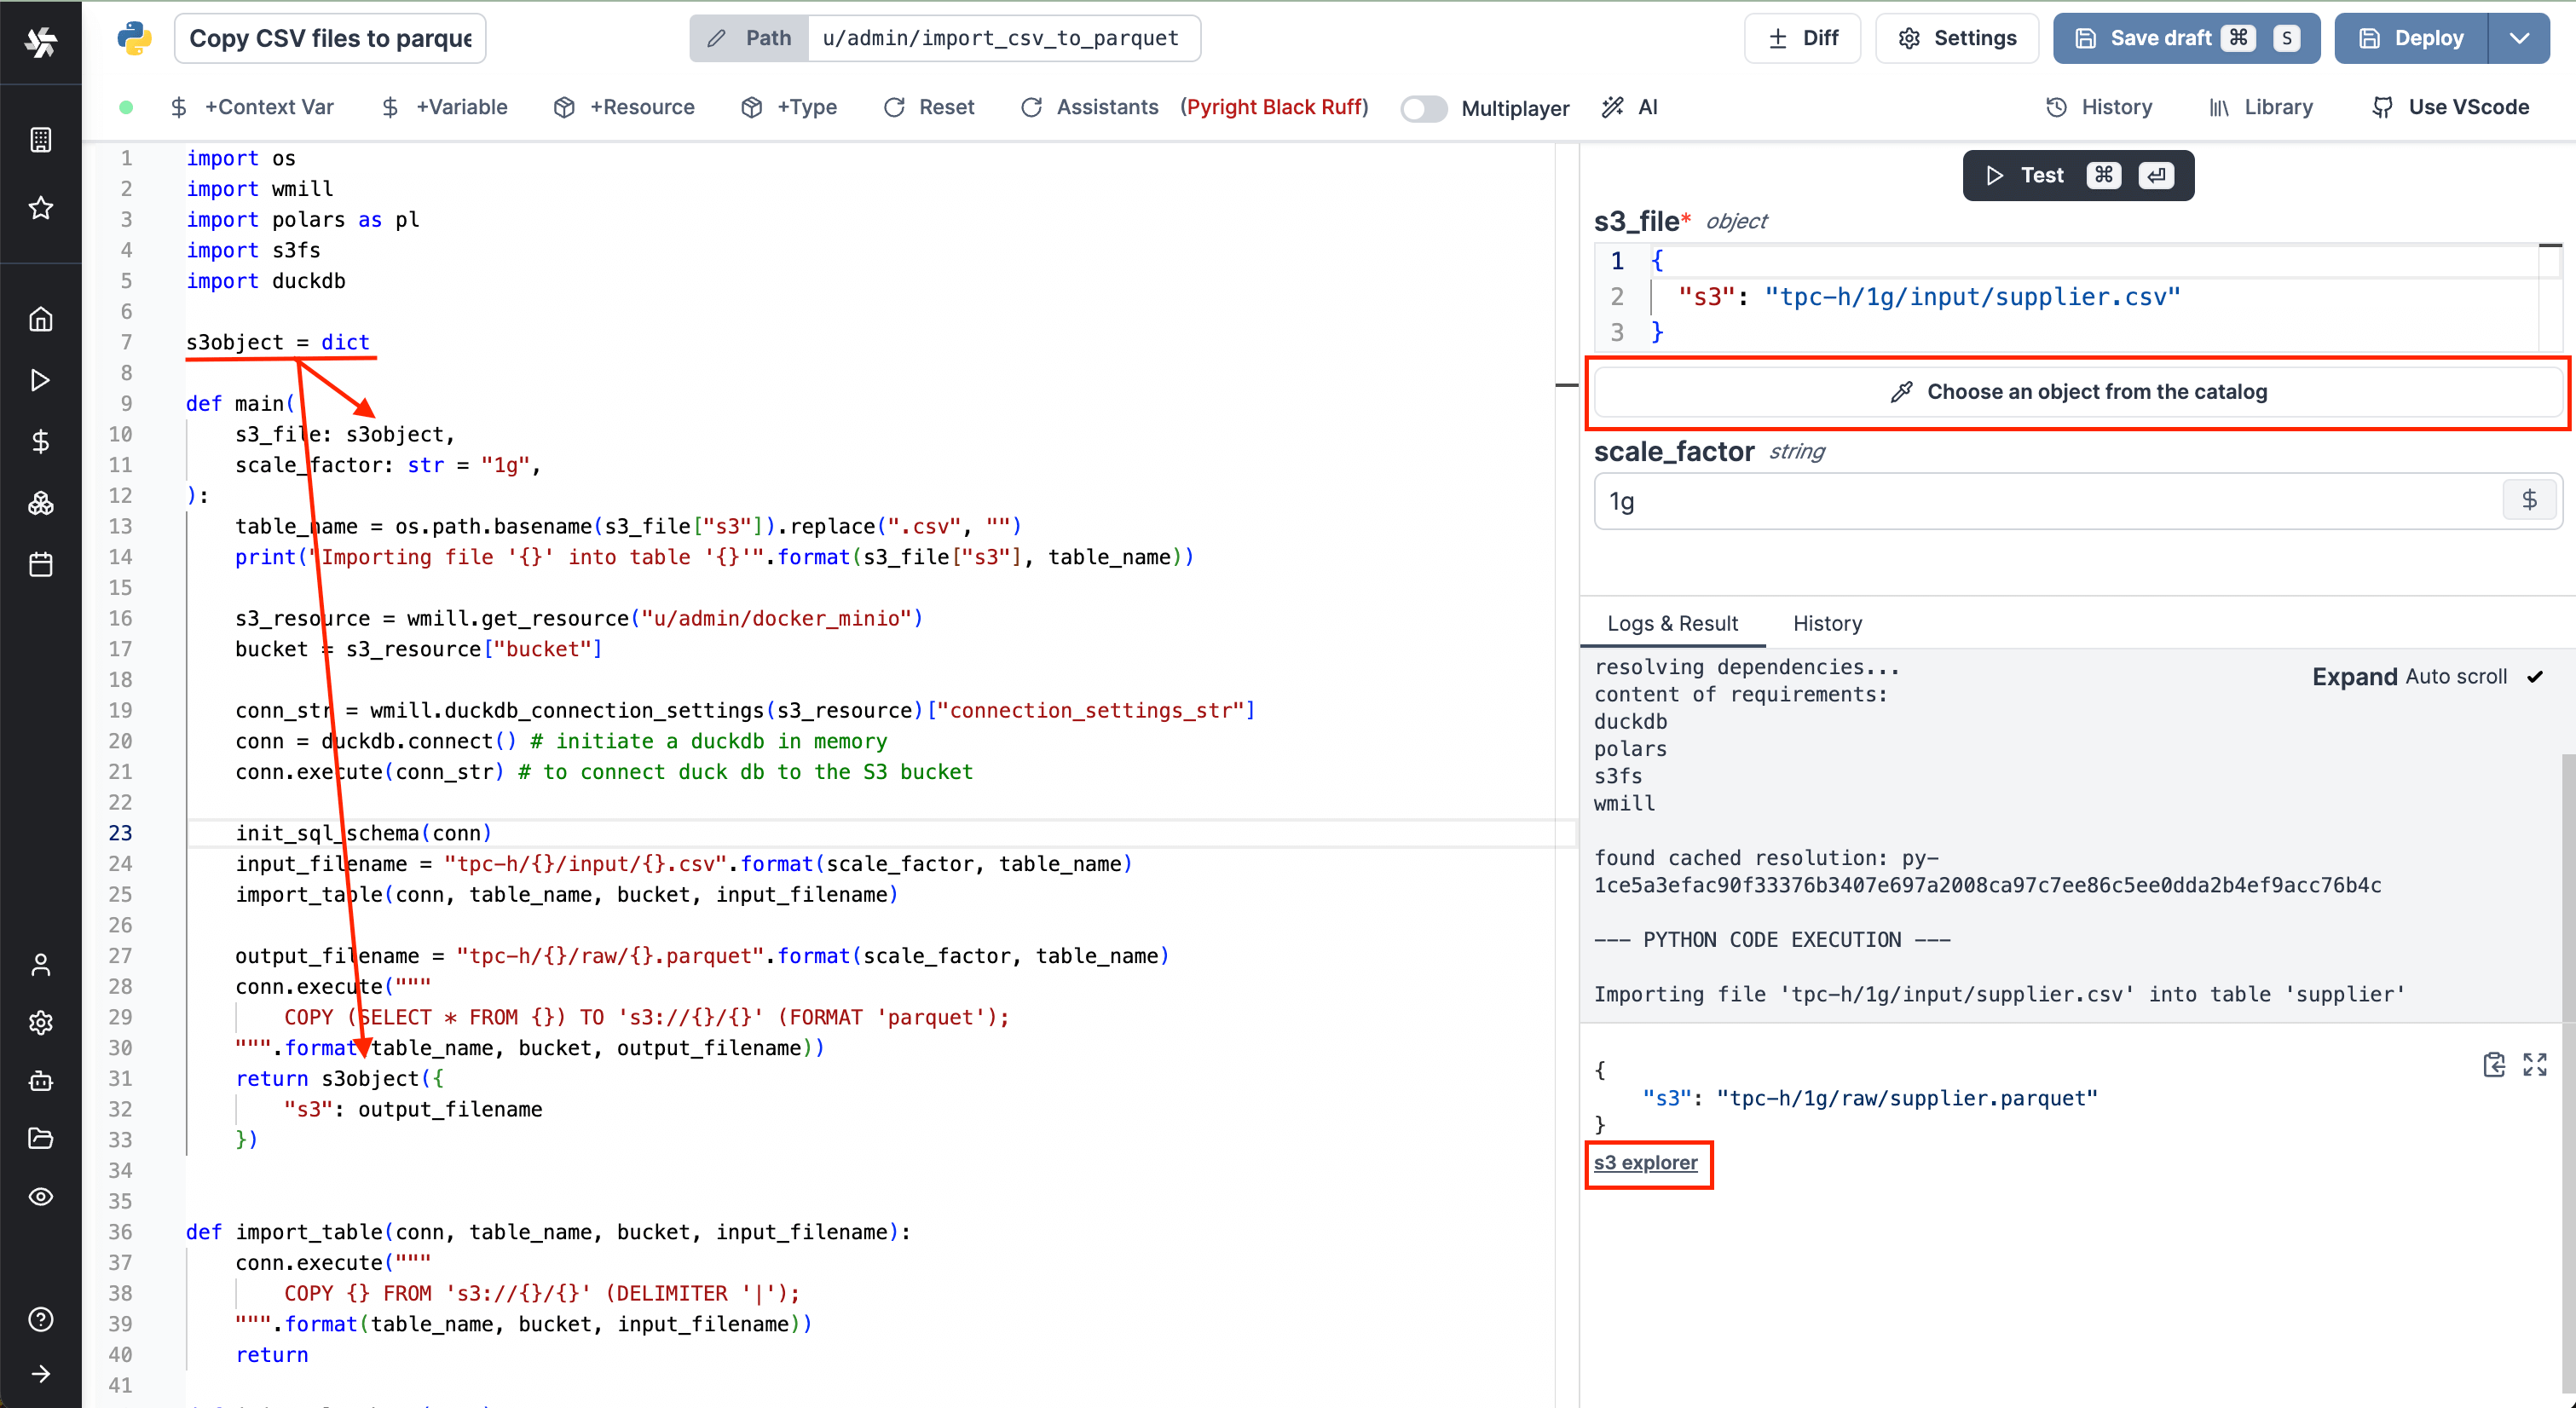 Copy CSV files to parque
Path u/admin/import_csv_to_parquet
Diff Settings Save draft ⌘ S Deploy
+Context Var +Variable +Resource +Type Reset Assistants (Pyright Black Ruff) Multiplayer AI History Library Use VScode
1 import os
2 import wmill
3 import polars as pl
4 import s3fs
5 import duckdb
6
7 s3object = dict
8
9 def main(
10 s3_file: s3object,
11 scale_factor: str = "1g",
12 ):
13 table_name = os.path.basename(s3_file["s3"]).replace(".csv", "")
14 print("Importing file '{}' into table '{}'".format(s3_file["s3"], table_name))
15
16 s3_resource = wmill.get_resource("u/admin/docker_minio")
17 bucket = s3_resource["bucket"]
18
19 conn_str = wmill.duckdb_connection_settings(s3_resource)["connection_settings_str"]
20 conn = duckdb.connect() # initiate a duckdb in memory
21 conn.execute(conn_str) # to connect duck db to the S3 bucket
22
23 init_sql_schema(conn)
24 input_filename = "tpc-h/{}/input/{}.csv".format(scale_factor, table_name)
25 import_table(conn, table_name, bucket, input_filename)
26
27 output_filename = "tpc-h/{}/raw/{}.parquet".format(scale_factor, table_name)
28 conn.execute("""
29 COPY (SELECT * FROM {}) TO 's3://{}/{}' (FORMAT 'parquet');
30 """.format(table_name, bucket, output_filename))
31 return s3object({
32 "s3": output_filename
33 })
34
35
36 def import_table(conn, table_name, bucket, input_filename):
37 conn.execute("""
38 COPY {} FROM 's3://{}/{}' (DELIMITER '|');
39 """.format(table_name, bucket, input_filename))
40 return
41
Test ⌘
s3_file* object
1 {
2 "s3": "tpc-h/1g/input/supplier.csv"
3 }
Choose an object from the catalog
scale_factor string
1g
$
Logs & Result History
Expand Auto scroll
resolving dependencies...
content of requirements:
duckdb
polars
s3fs
wmill
found cached resolution: py-
1ce5a3efac90f33376b3407e697a2008ca97c7ee86c5ee0dda2b4ef9acc76b4c
--- PYTHON CODE EXECUTION ---
Importing file 'tpc-h/1g/input/supplier.csv' into table 'supplier'
{
"s3": "tpc-h/1g/raw/supplier.parquet"
}
s3 explorer